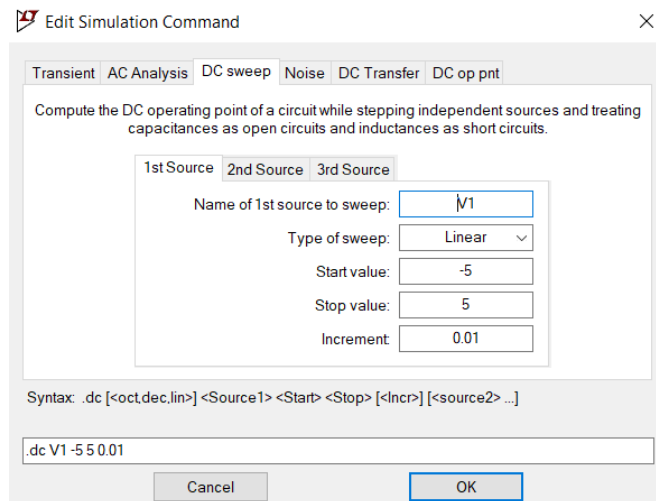 Edit Simulation Command
Transient AC Analysis DC sweep Noise DC Transfer DC op pnt
Compute the DC operating point of a circuit while stepping independent sources and treating
capacitances as open circuits and inductances as short circuits.
1st Source 2nd Source 3rd Source
Name of 1st source to sweep: V1
Type of sweep: Linear
Start value: -5
Stop value: 5
Increment: 0.01
Syntax: .dc [<oct,dec,lin>] <Source1> <Start> <Stop> [<Incr>] [<source2> ...]
.dc V1 -5 5 0.01
Cancel OK